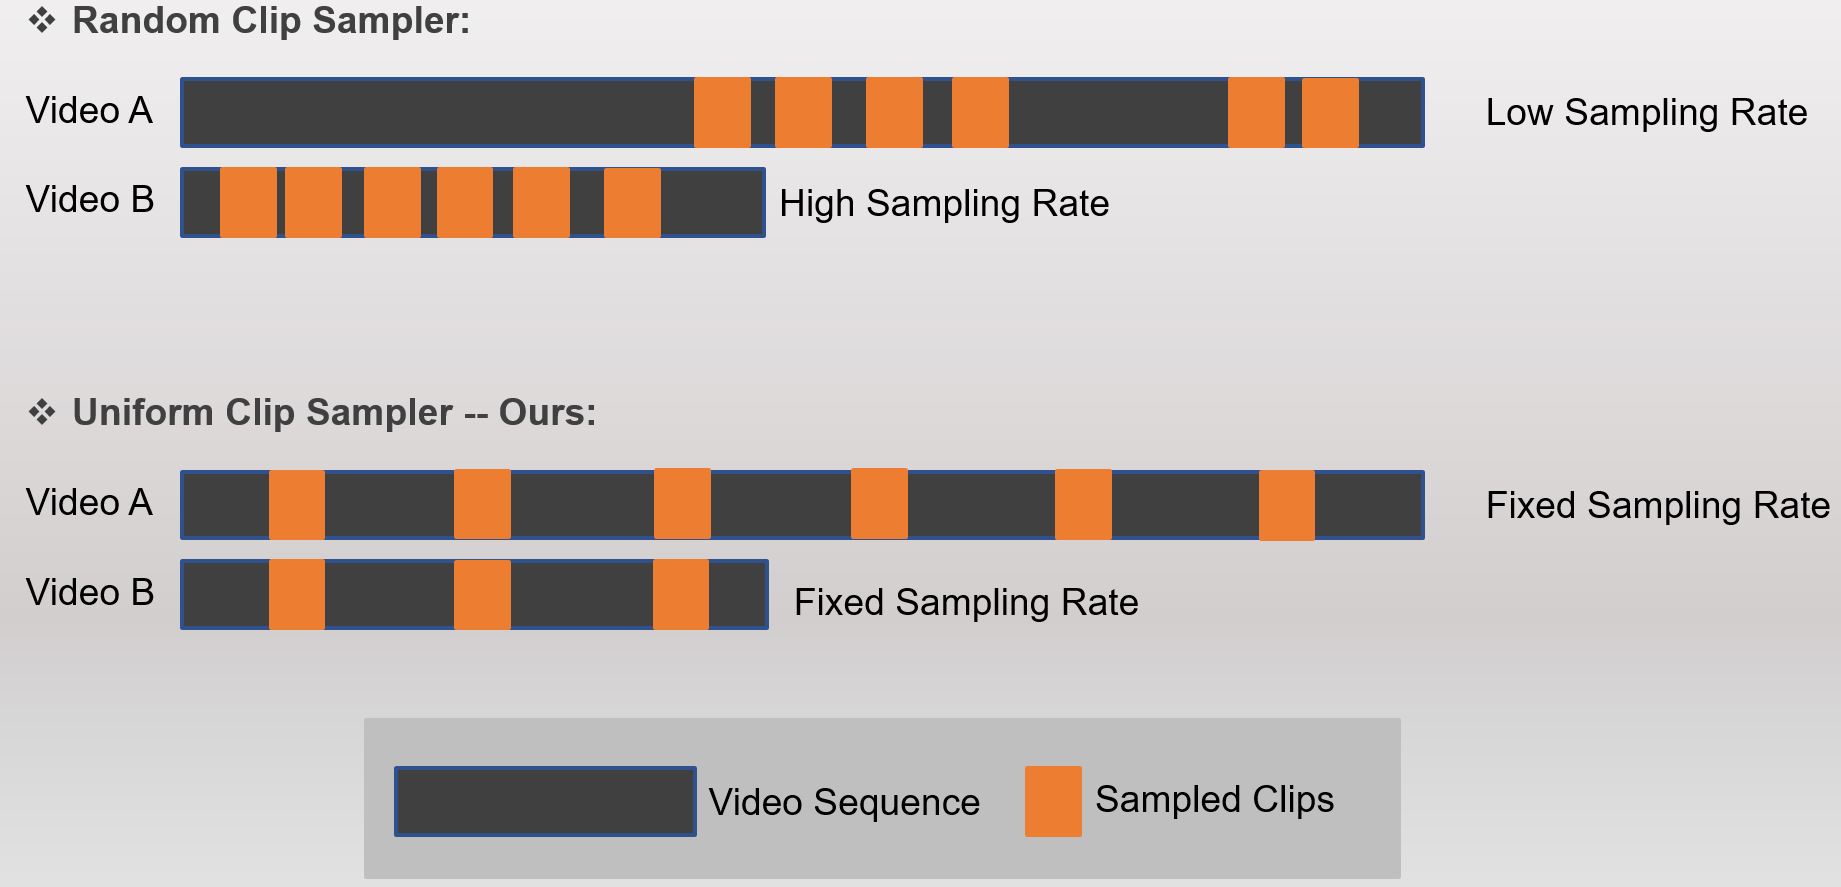 ❖ Random Clip Sampler:
Video A
Low Sampling Rate
Video B
High Sampling Rate
❖ Uniform Clip Sampler -- Ours:
Video A
Fixed Sampling Rate
Video B
Fixed Sampling Rate
Video Sequence
Sampled Clips